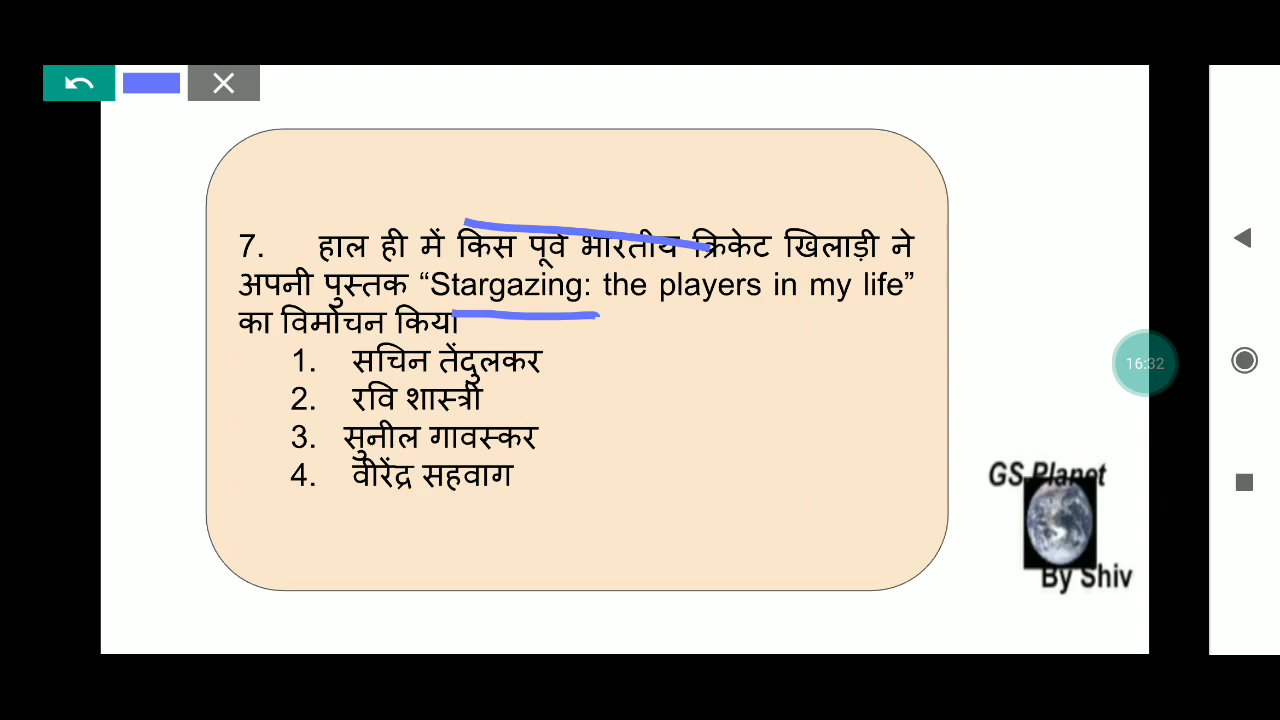 7. हाल ही में किस पूर्व भारतीय क्रिकेट खिलाड़ी ने
अपनी पुस्तक “Stargazing: the players in my life”
का विमोचन किया
1. सचिन तेंदुलकर
2. रवि शास्त्री
3. सुनील गावस्कर
4. वीरेंद्र सहवाग
16:32
GS Planet
By Shiv